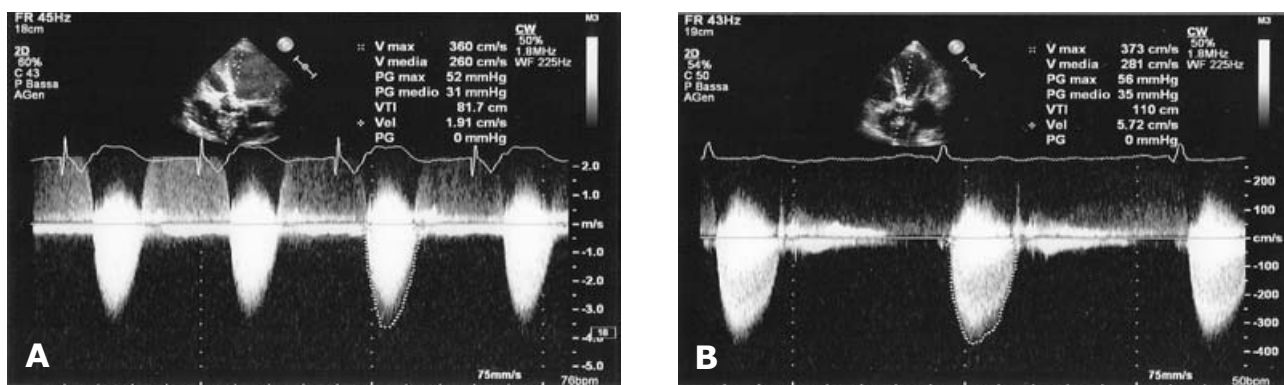 FR 45Hz
18cm
2D
60%
C 43
P Bassa
AGen
M3
CW
50%
1.8MHz
WF 225Hz
V max 360 cm/s
V media 260 cm/s
PG max 52 mmHg
PG medio 31 mmHg
VTI 81.7 cm
Vel 1.91 cm/s
PG 0 mmHg
2.0
1.0
m/s
-1.0
-2.0
-3.0
18
-4.0
-5.0
A
75mm/s
76bpm
FR 43Hz
19cm
2D
54%
C 50
P Bassa
AGen
M3
CW
50%
1.8MHz
WF 225Hz
V max 373 cm/s
V media 281 cm/s
PG max 56 mmHg
PG medio 35 mmHg
VTI 110 cm
Vel 5.72 cm/s
PG 0 mmHg
200
100
cm/s
-100
-200
-300
-400
B
75mm/s
50bpm